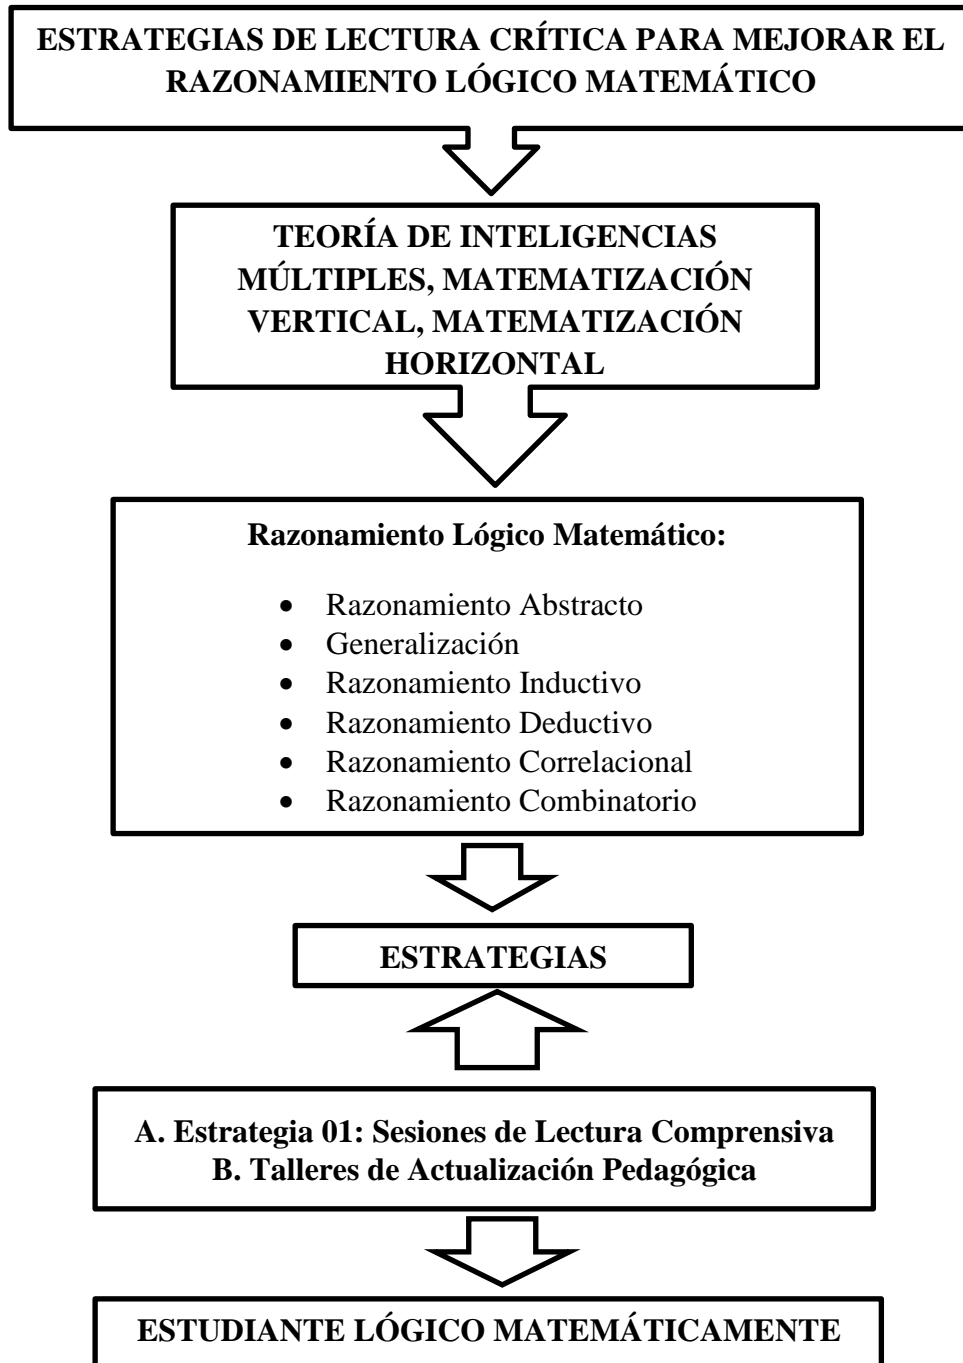 ESTRATEGIAS DE LECTURA CRÍTICA PARA MEJORAR EL
RAZONAMIENTO LÓGICO MATEMÁTICO
TEORÍA DE INTELIGENCIAS
MÚLTIPLES, MATEMATIZACIÓN
VERTICAL, MATEMATIZACIÓN
HORIZONTAL
Razonamiento Lógico Matemático:
• Razonamiento Abstracto
• Generalización
• Razonamiento Inductivo
• Razonamiento Deductivo
• Razonamiento Correlacional
• Razonamiento Combinatorio
ESTRATEGIAS
A. Estrategia 01: Sesiones de Lectura Comprensiva
B. Talleres de Actualización Pedagógica
ESTUDIANTE LÓGICO MATEMÁTICAMENTE